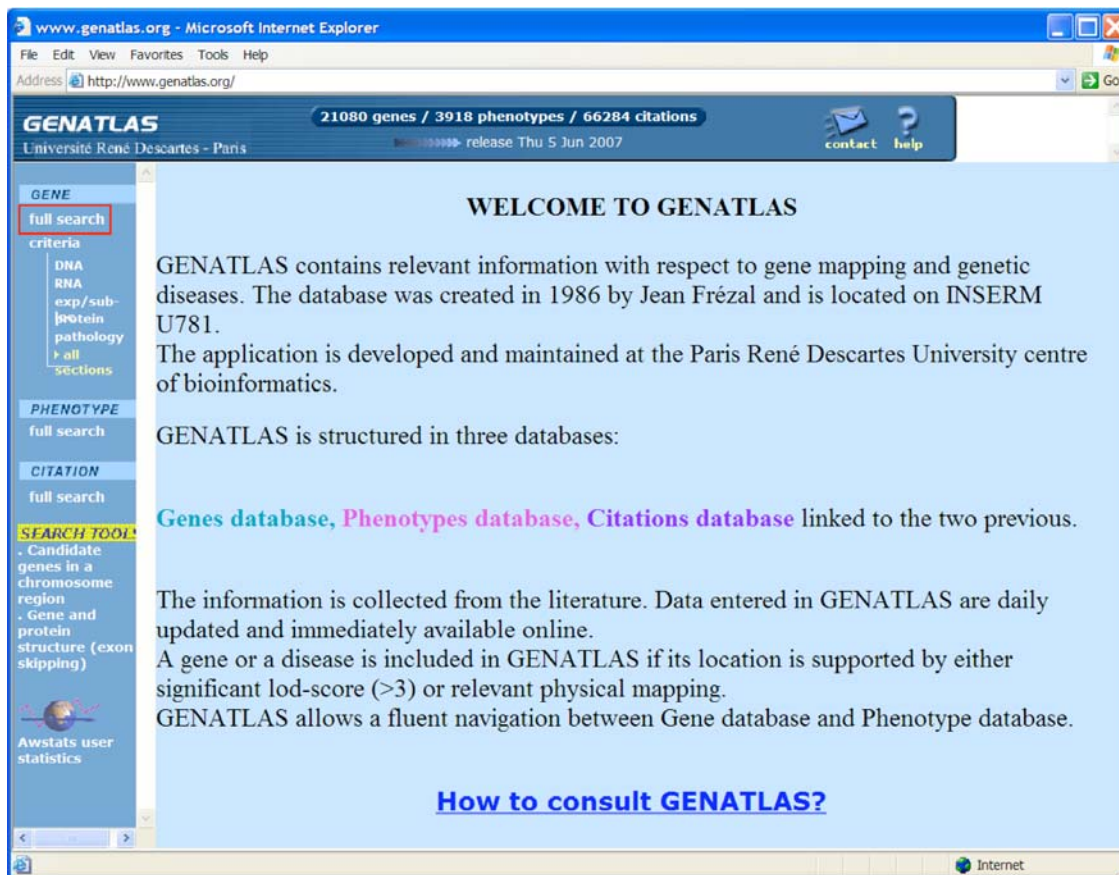 www.genatlas.org - Microsoft Internet Explorer
File Edit View Favorites Tools Help
Address http://www.genatlas.org/ Go
GENATLAS
Université René Descartes - Paris
21080 genes / 3918 phenotypes / 66284 citations
release Thu 5 Jun 2007
contact help
GENE
full search
criteria
DNA
RNA
exp/sub-
protein
pathology
all
sections
PHENOTYPE
full search
CITATION
full search
SEARCH TOOLS
. Candidate
genes in a
chromosome
region
. Gene and
protein
structure (exon
skipping)
Awstats user
statistics
WELCOME TO GENATLAS
GENATLAS contains relevant information with respect to gene mapping and genetic
diseases. The database was created in 1986 by Jean Frézal and is located on INSERM
U781.
The application is developed and maintained at the Paris René Descartes University centre
of bioinformatics.
GENATLAS is structured in three databases:
Genes database, Phenotypes database, Citations database linked to the two previous.
The information is collected from the literature. Data entered in GENATLAS are daily
updated and immediately available online.
A gene or a disease is included in GENATLAS if its location is supported by either
significant lod-score (>3) or relevant physical mapping.
GENATLAS allows a fluent navigation between Gene database and Phenotype database.
How to consult GENATLAS?
Internet